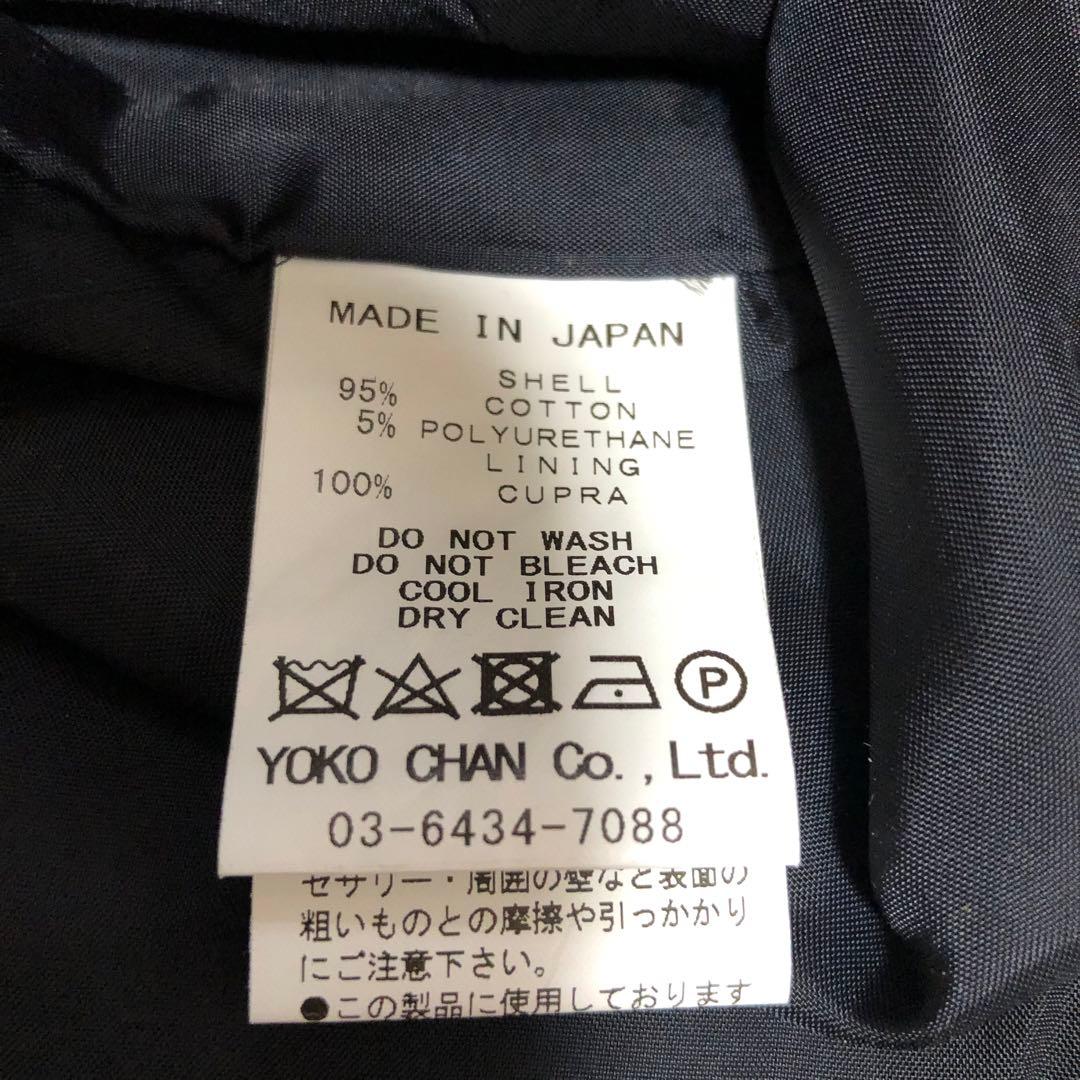 MADE IN JAPAN
SHELL
95% COTTON
5% POLYURETHANE
LINING
100% CUPRA
DO NOT WASH
DO NOT BLEACH
COOL IRON
DRY CLEAN
P
YOKO CHAN Co., Ltd.
03-6434-7088
セサリー・周囲の壁など表面の
粗いものとの摩擦や引っかかり
にご注意下さい。
●この製品に使用しております